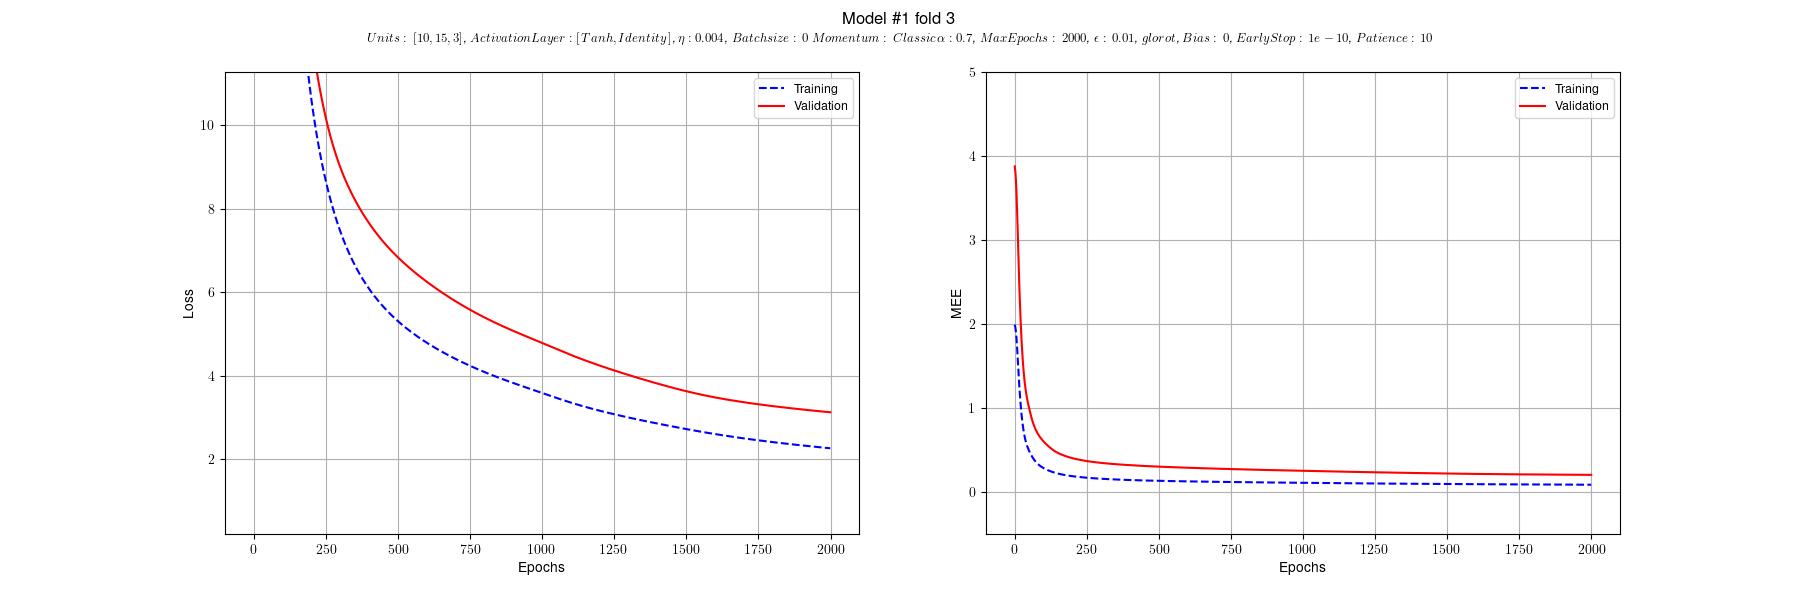 Model #1 fold 3
Units : [10, 15, 3], ActivationLayer : [Tanh, Identity], η : 0.004, Batchsize : 0 Momentum : Classicα : 0.7, MaxEpochs : 2000, ϵ : 0.01, glorot, Bias : 0, EarlyStop : 1e − 10, Patience : 10
Training
Validation
10
8
6
4
2
Loss
0 250 500 750 1000 1250 1500 1750 2000
Epochs
Training
Validation
5
4
3
2
1
0
MEE
0 250 500 750 1000 1250 1500 1750 2000
Epochs